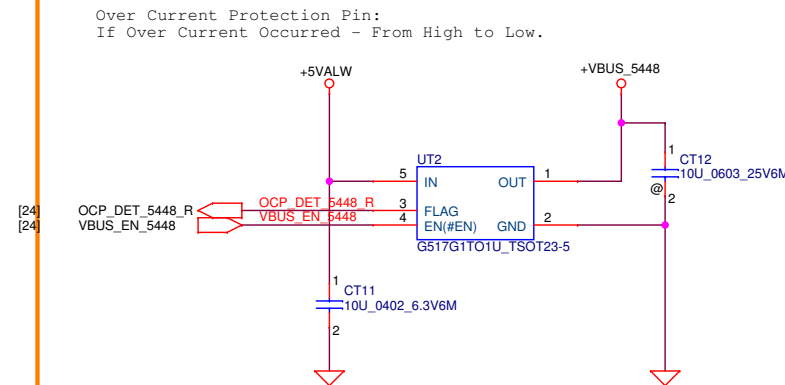 Over Current Protection Pin:
If Over Current Occurred - From High to Low.
+5VALW
+VBUS_5448
UT2
1
CT12
10U_0603_25V6M
@
2
5
IN
OUT
1
[24]
OCP_DET_5448_R
OCP_DET_5448_R
3
FLAG
[24]
VBUS_EN_5448
VBUS_EN_5448
4
EN(#EN)
GND
2
G517G1TO1U_TSOT23-5
1
CT11
10U_0402_6.3V6M
2